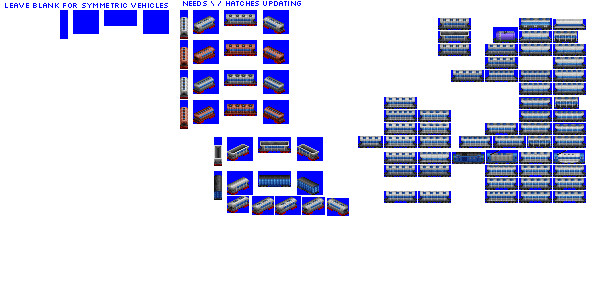 LEAVE BLANK FOR SYMMETRIC VEHICLES
NEEDS \ / HATCHES UPDATING